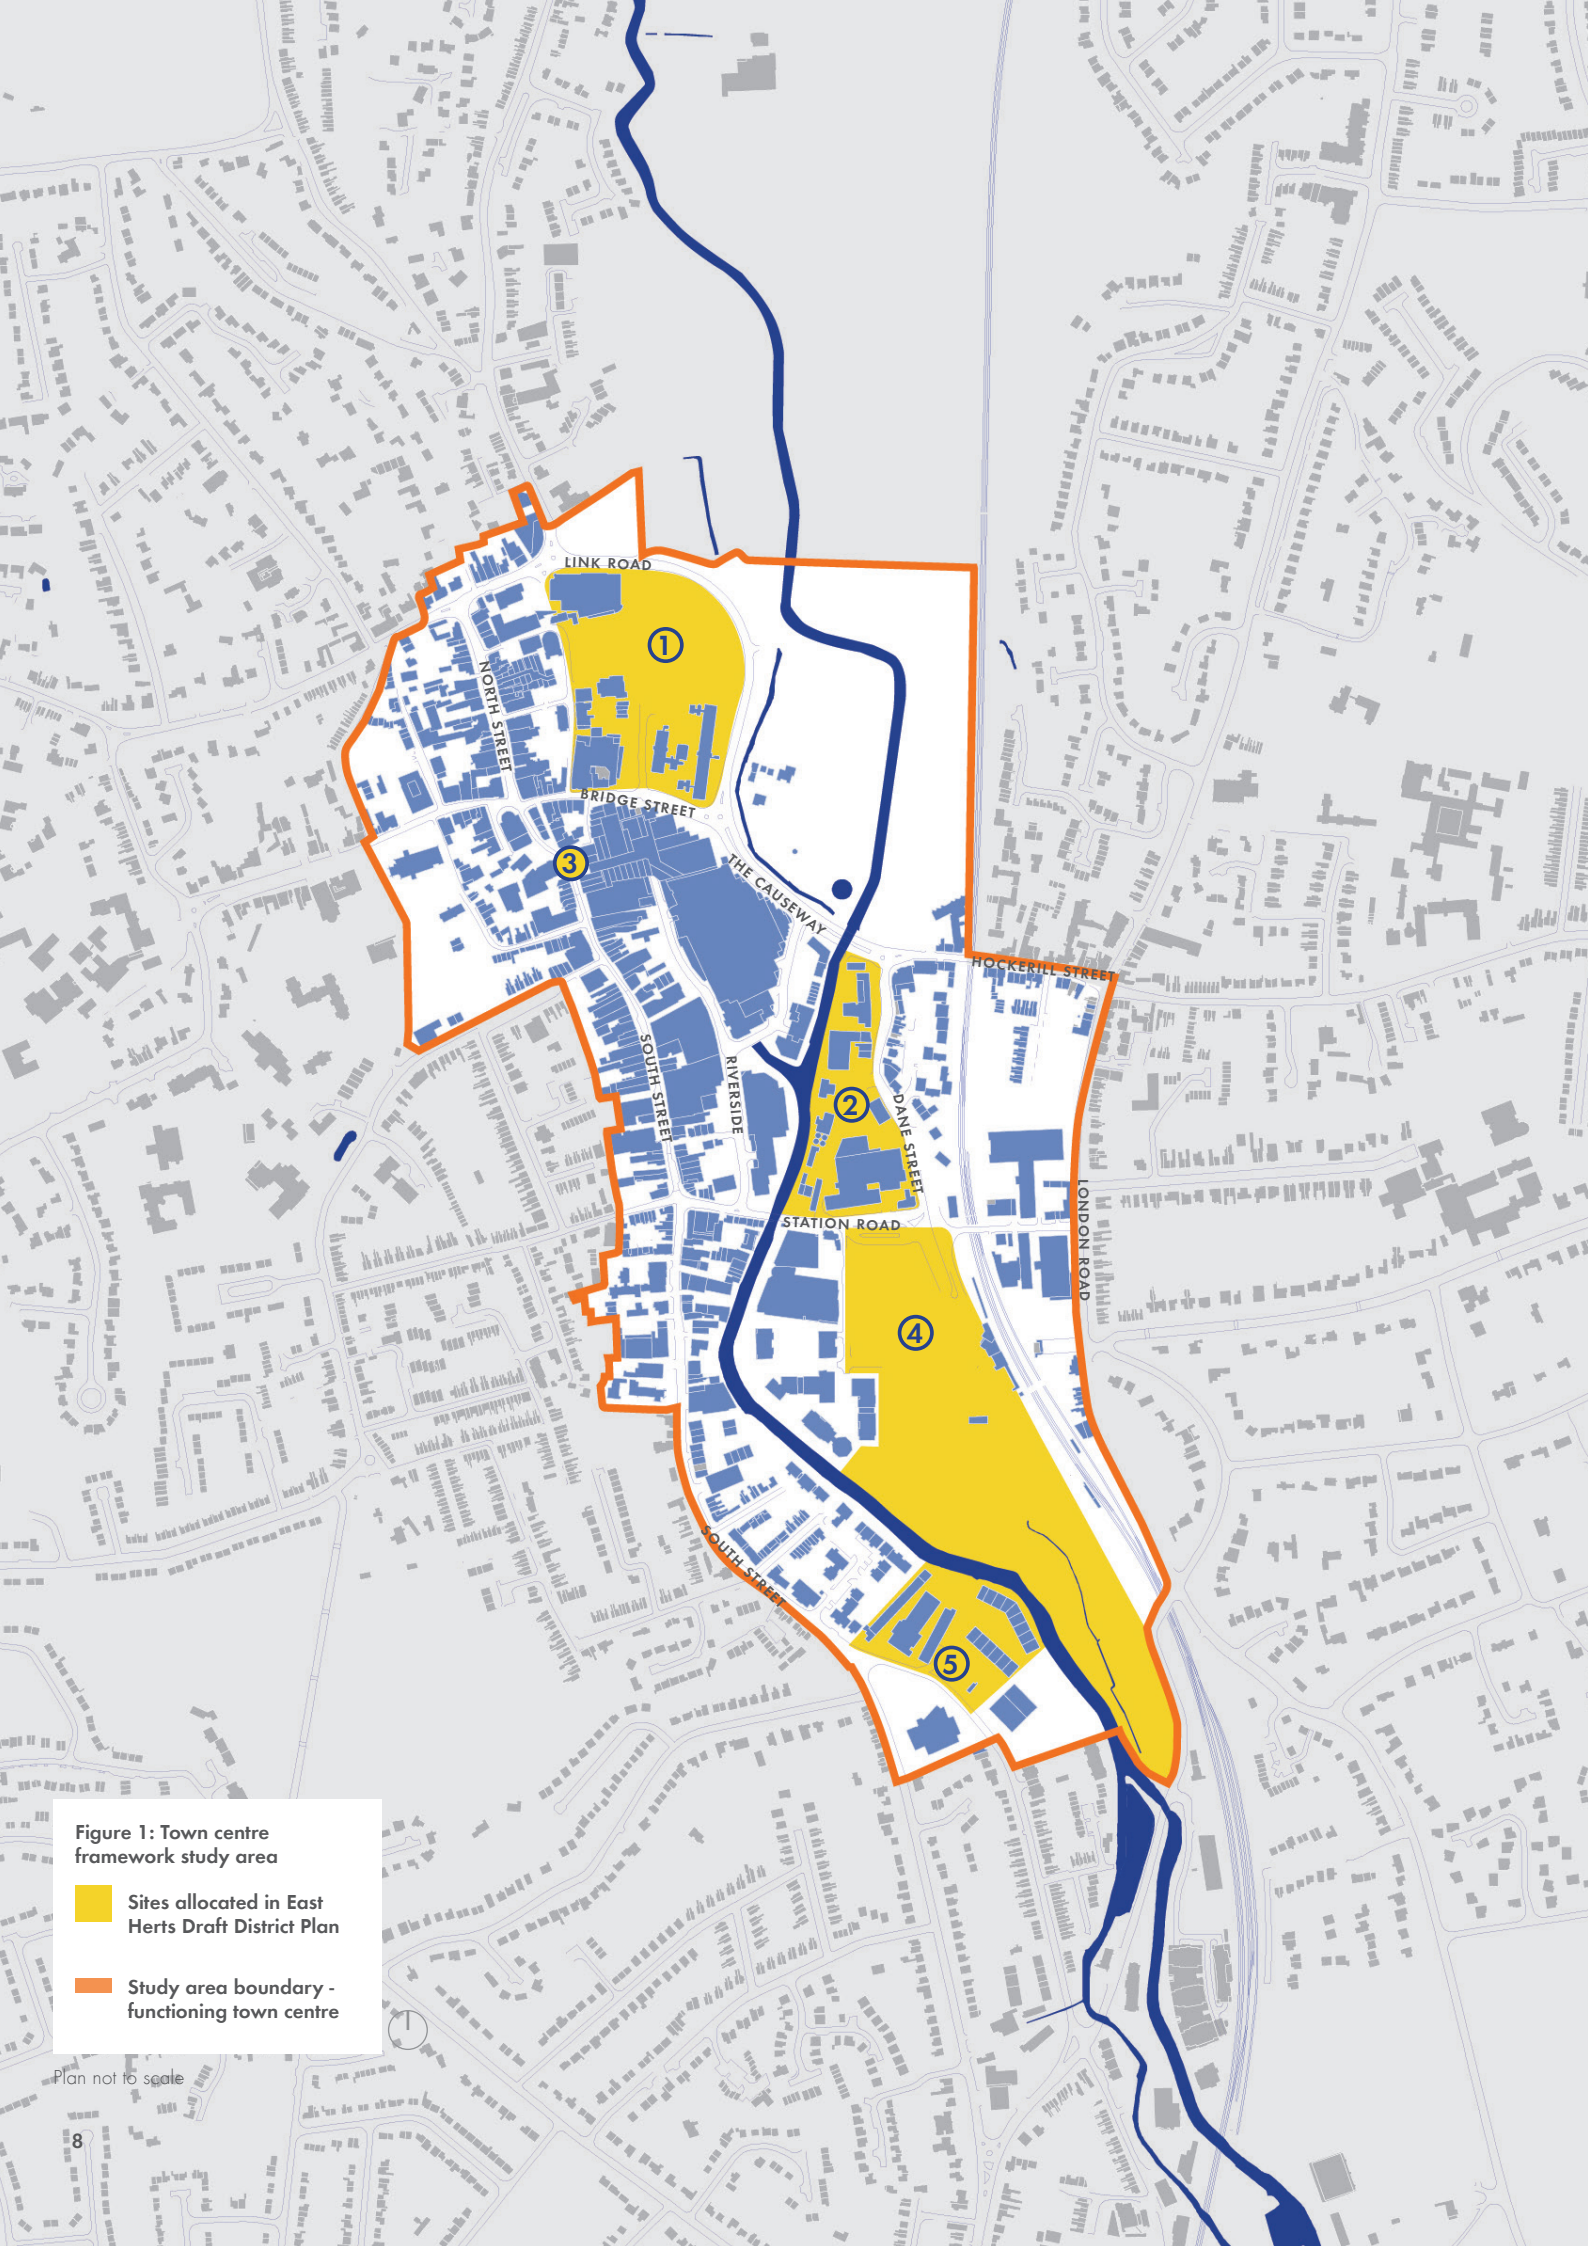 LINK ROAD
1
NORTH STREET
BRIDGE STREET
3
THE CAUSEWAY
HOCKERILL STREET
SOUTH STREET
RIVERSIDE
2
DANE STREET
STATION ROAD
LONDON ROAD
4
SOUTH STREET
5
Figure 1: Town centre
framework study area
Sites allocated in East
Herts Draft District Plan
Study area boundary -
functioning town centre
Plan not to scale
8